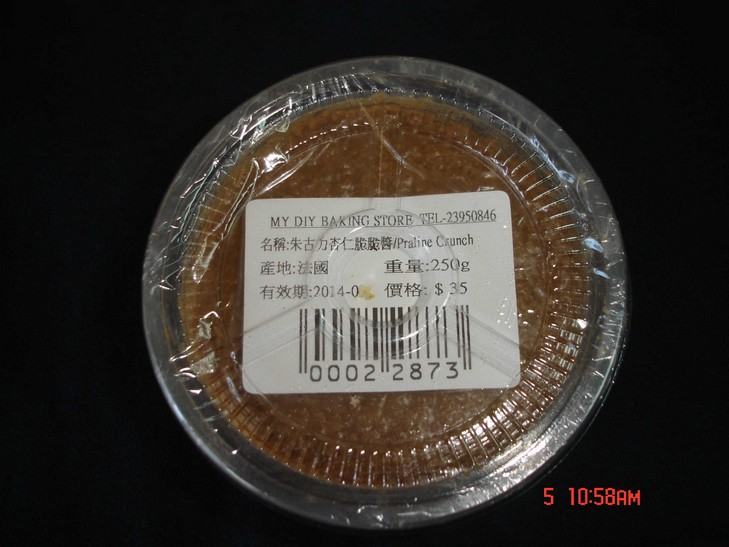 MY DIY BAKING STORE TEL-23950846
名稱:朱古力杏仁脆脆醬/Praline Crunch
產地:法國 重量:250g
有效期:2014-0 價格: $ 35
0002 2873
5 10:58AM